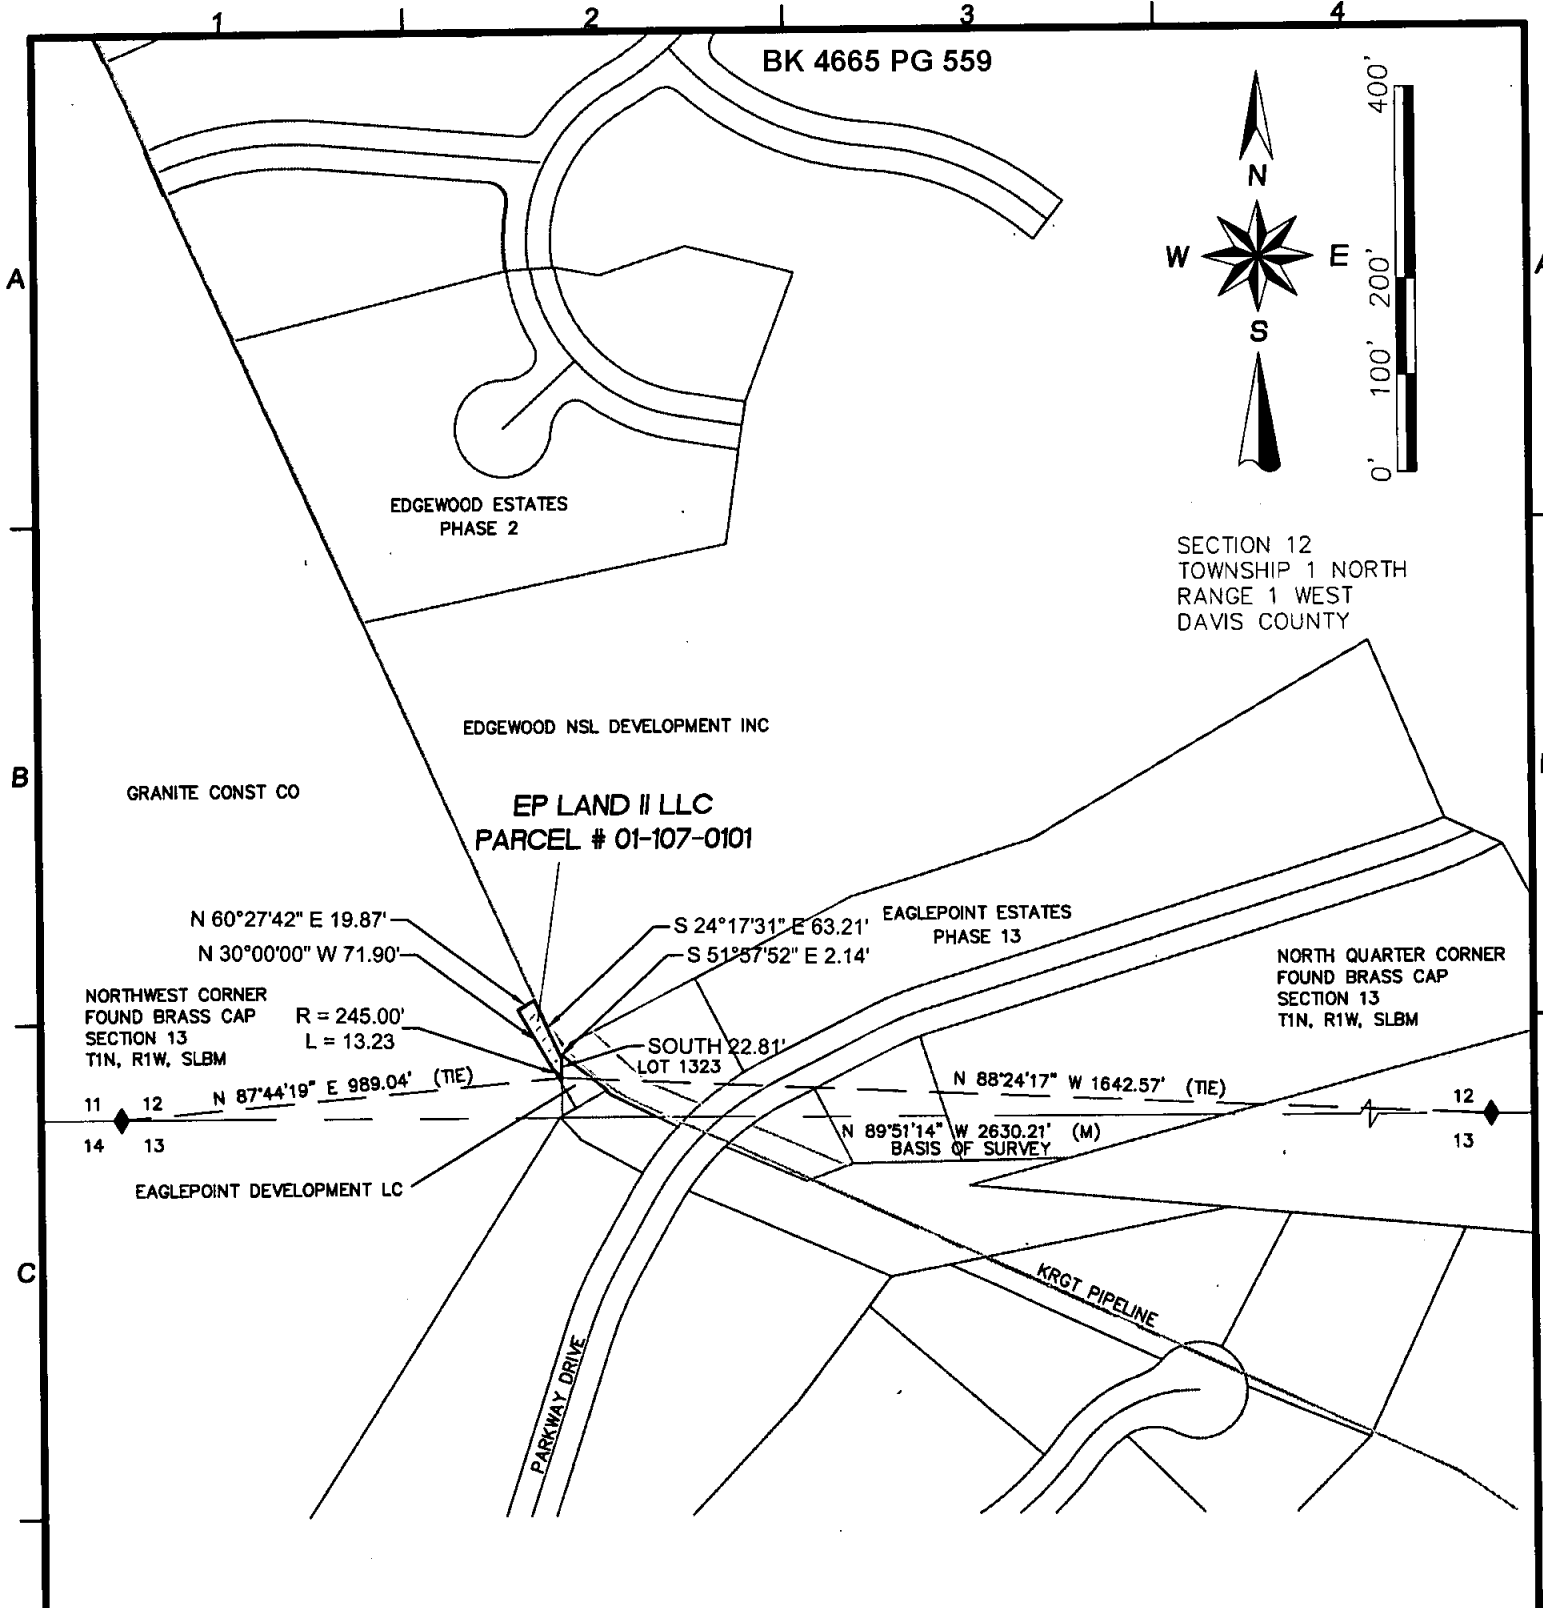 1 2 3 4
BK 4665 PG 559
N
W E
S
400'
200'
100'
0'
A
EDGEWOOD ESTATES
PHASE 2
SECTION 12
TOWNSHIP 1 NORTH
RANGE 1 WEST
DAVIS COUNTY
EDGEWOOD NSL DEVELOPMENT INC
B
GRANITE CONST CO
EP LAND II LLC
PARCEL # 01-107-0101
N 60°27'42" E 19.87'
N 30°00'00" W 71.90'
S 24°17'31" E 63.21'
S 51°57'52" E 2.14'
EAGLEPOINT ESTATES
PHASE 13
NORTH QUARTER CORNER
FOUND BRASS CAP
SECTION 13
T1N, R1W, SLBM
NORTHWEST CORNER
FOUND BRASS CAP
SECTION 13
T1N, R1W, SLBM
R = 245.00'
L = 13.23
SOUTH 22.81'
LOT 1323
N 87°44'19" E 989.04' (TIE)
N 88°24'17" W 1642.57' (TIE)
11 12
14 13
12
13
N 89°51'14" W 2630.21' (M)
BASIS OF SURVEY
EAGLEPOINT DEVELOPMENT LC
C
KRGT PIPELINE
PARKWAY DRIVE